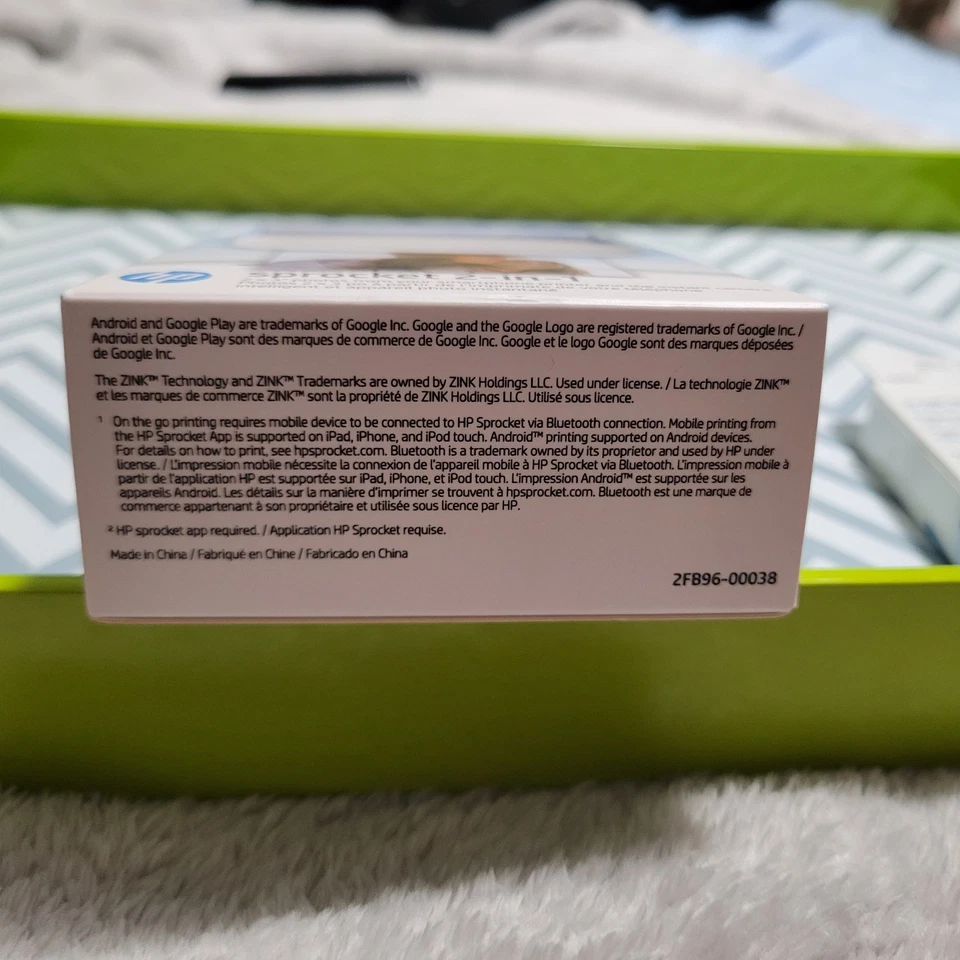 hp
sprocket 2-in-1
Android and Google Play are trademarks of Google Inc. Google and the Google Logo are registered trademarks of Google Inc. /
Android et Google Play sont des marques de commerce de Google Inc. Google et le logo Google sont des marques déposées
de Google Inc.
The ZINK™ Technology and ZINK™ Trademarks are owned by ZINK Holdings LLC. Used under license. / La technologie ZINK™
et les marques de commerce ZINK™ sont la propriété de ZINK Holdings LLC. Utilisé sous licence.
¹ On the go printing requires mobile device to be connected to HP Sprocket via Bluetooth connection. Mobile printing from
the HP Sprocket App is supported on iPad, iPhone, and iPod touch. Android™ printing supported on Android devices.
For details on how to print, see hpsprocket.com. Bluetooth is a trademark owned by its proprietor and used by HP under
license. / L'impression mobile nécessite la connexion de l'appareil mobile à HP Sprocket via Bluetooth. L'impression mobile à
partir de l'application HP est supportée sur iPad, iPhone, et iPod touch. L'impression Android™ est supportée sur les
appareils Android. Les détails sur la manière d'imprimer se trouvent à hpsprocket.com. Bluetooth est une marque de
commerce appartenant à son propriétaire et utilisée sous licence par HP.
² HP sprocket app required. / Application HP Sprocket requise.
Made in China / Fabriqué en Chine / Fabricado en China
2FB96-00038